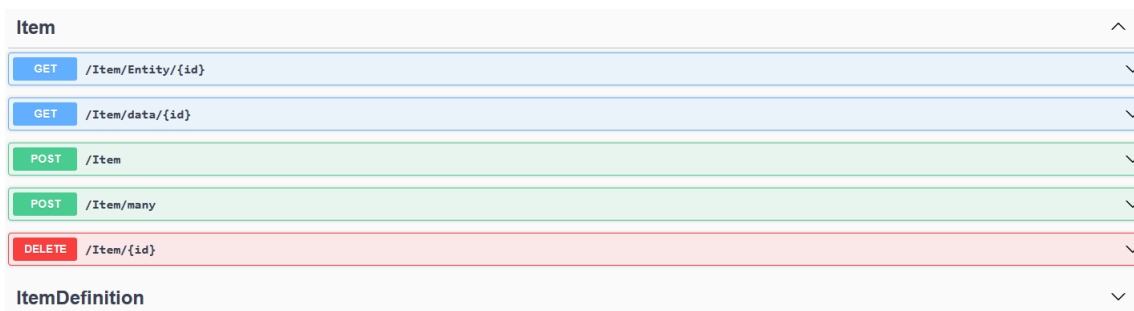 Item
GET /Item/Entity/{id}
GET /Item/data/{id}
POST /Item
POST /Item/many
DELETE /Item/{id}
ItemDefinition